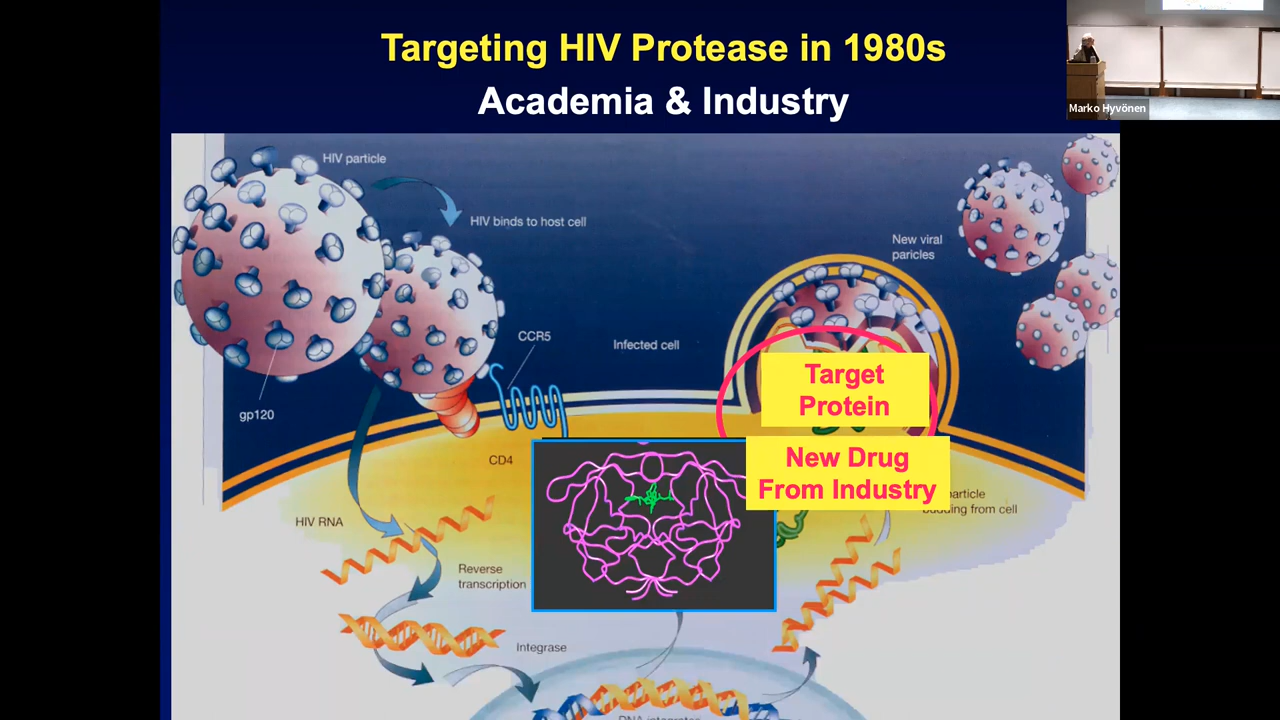 Targeting HIV Protease in 1980s
Academia & Industry
Marko Hyvönen
HIV particle
HIV binds to host cell
New viral
paricles
CCR5
Infected cell
Target
Protein
gp120
New Drug
From Industry
CD4
particle
budding from cell
HIV RNA
Reverse
transcription
Integrase